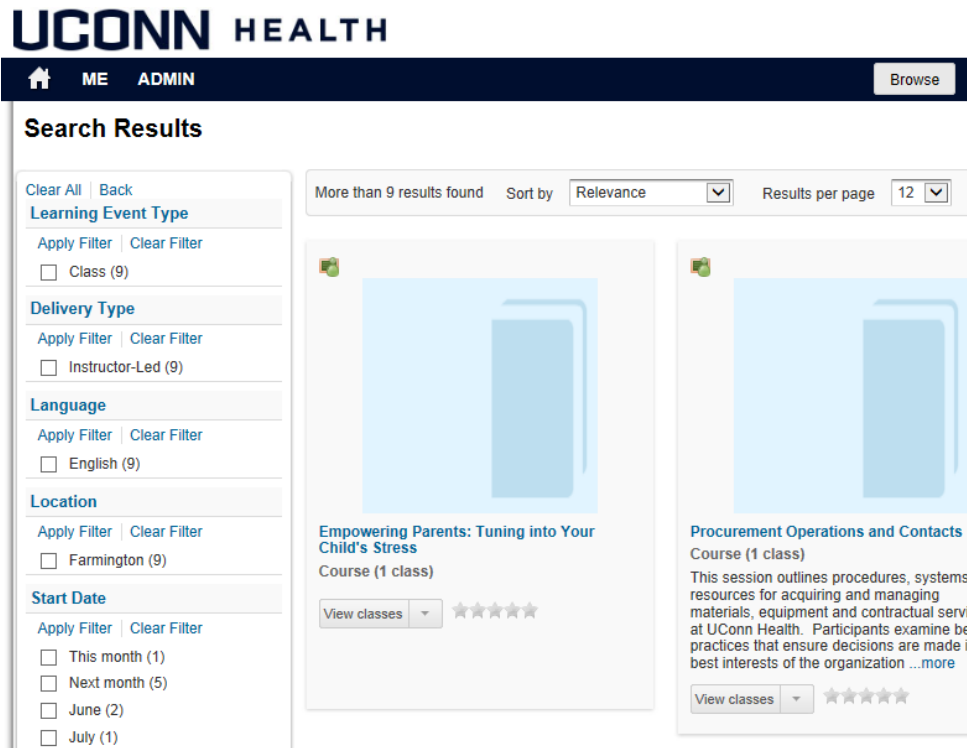 UCONN HEALTH
ME ADMIN Browse
Search Results
Clear All Back
Learning Event Type
Apply Filter Clear Filter
Class (9)
Delivery Type
Apply Filter Clear Filter
Instructor-Led (9)
Language
Apply Filter Clear Filter
English (9)
Location
Apply Filter Clear Filter
Farmington (9)
Start Date
Apply Filter Clear Filter
This month (1)
Next month (5)
June (2)
July (1)
More than 9 results found Sort by Relevance Results per page 12
Empowering Parents: Tuning into Your
Child's Stress
Course (1 class)
View classes
Procurement Operations and Contacts
Course (1 class)
This session outlines procedures, systems
resources for acquiring and managing
materials, equipment and contractual
at UConn Health. Participants examine
practices that ensure decisions are made
best interests of the organization ...more
View classes